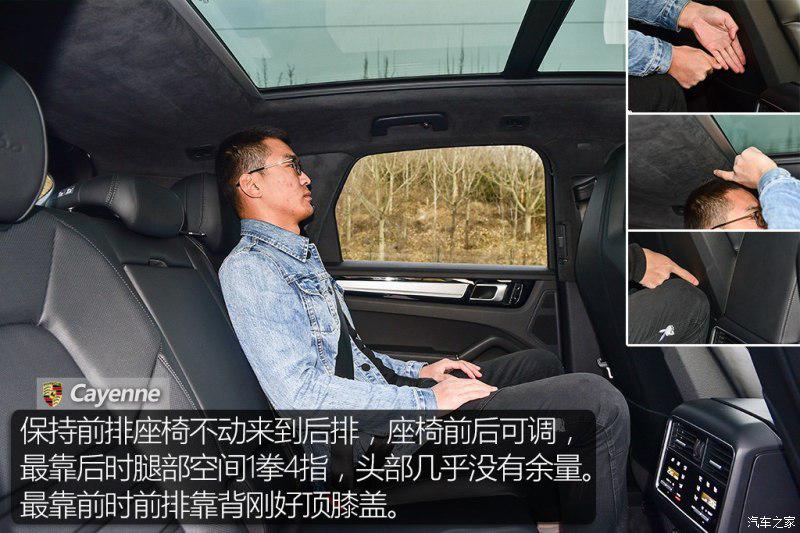 Cayenne
保持前排座椅不动来到后排，座椅前后可调，
最靠后时腿部空间1拳4指，头部几乎没有余量。
最靠前时前排靠背刚好顶膝盖。
汽车之家